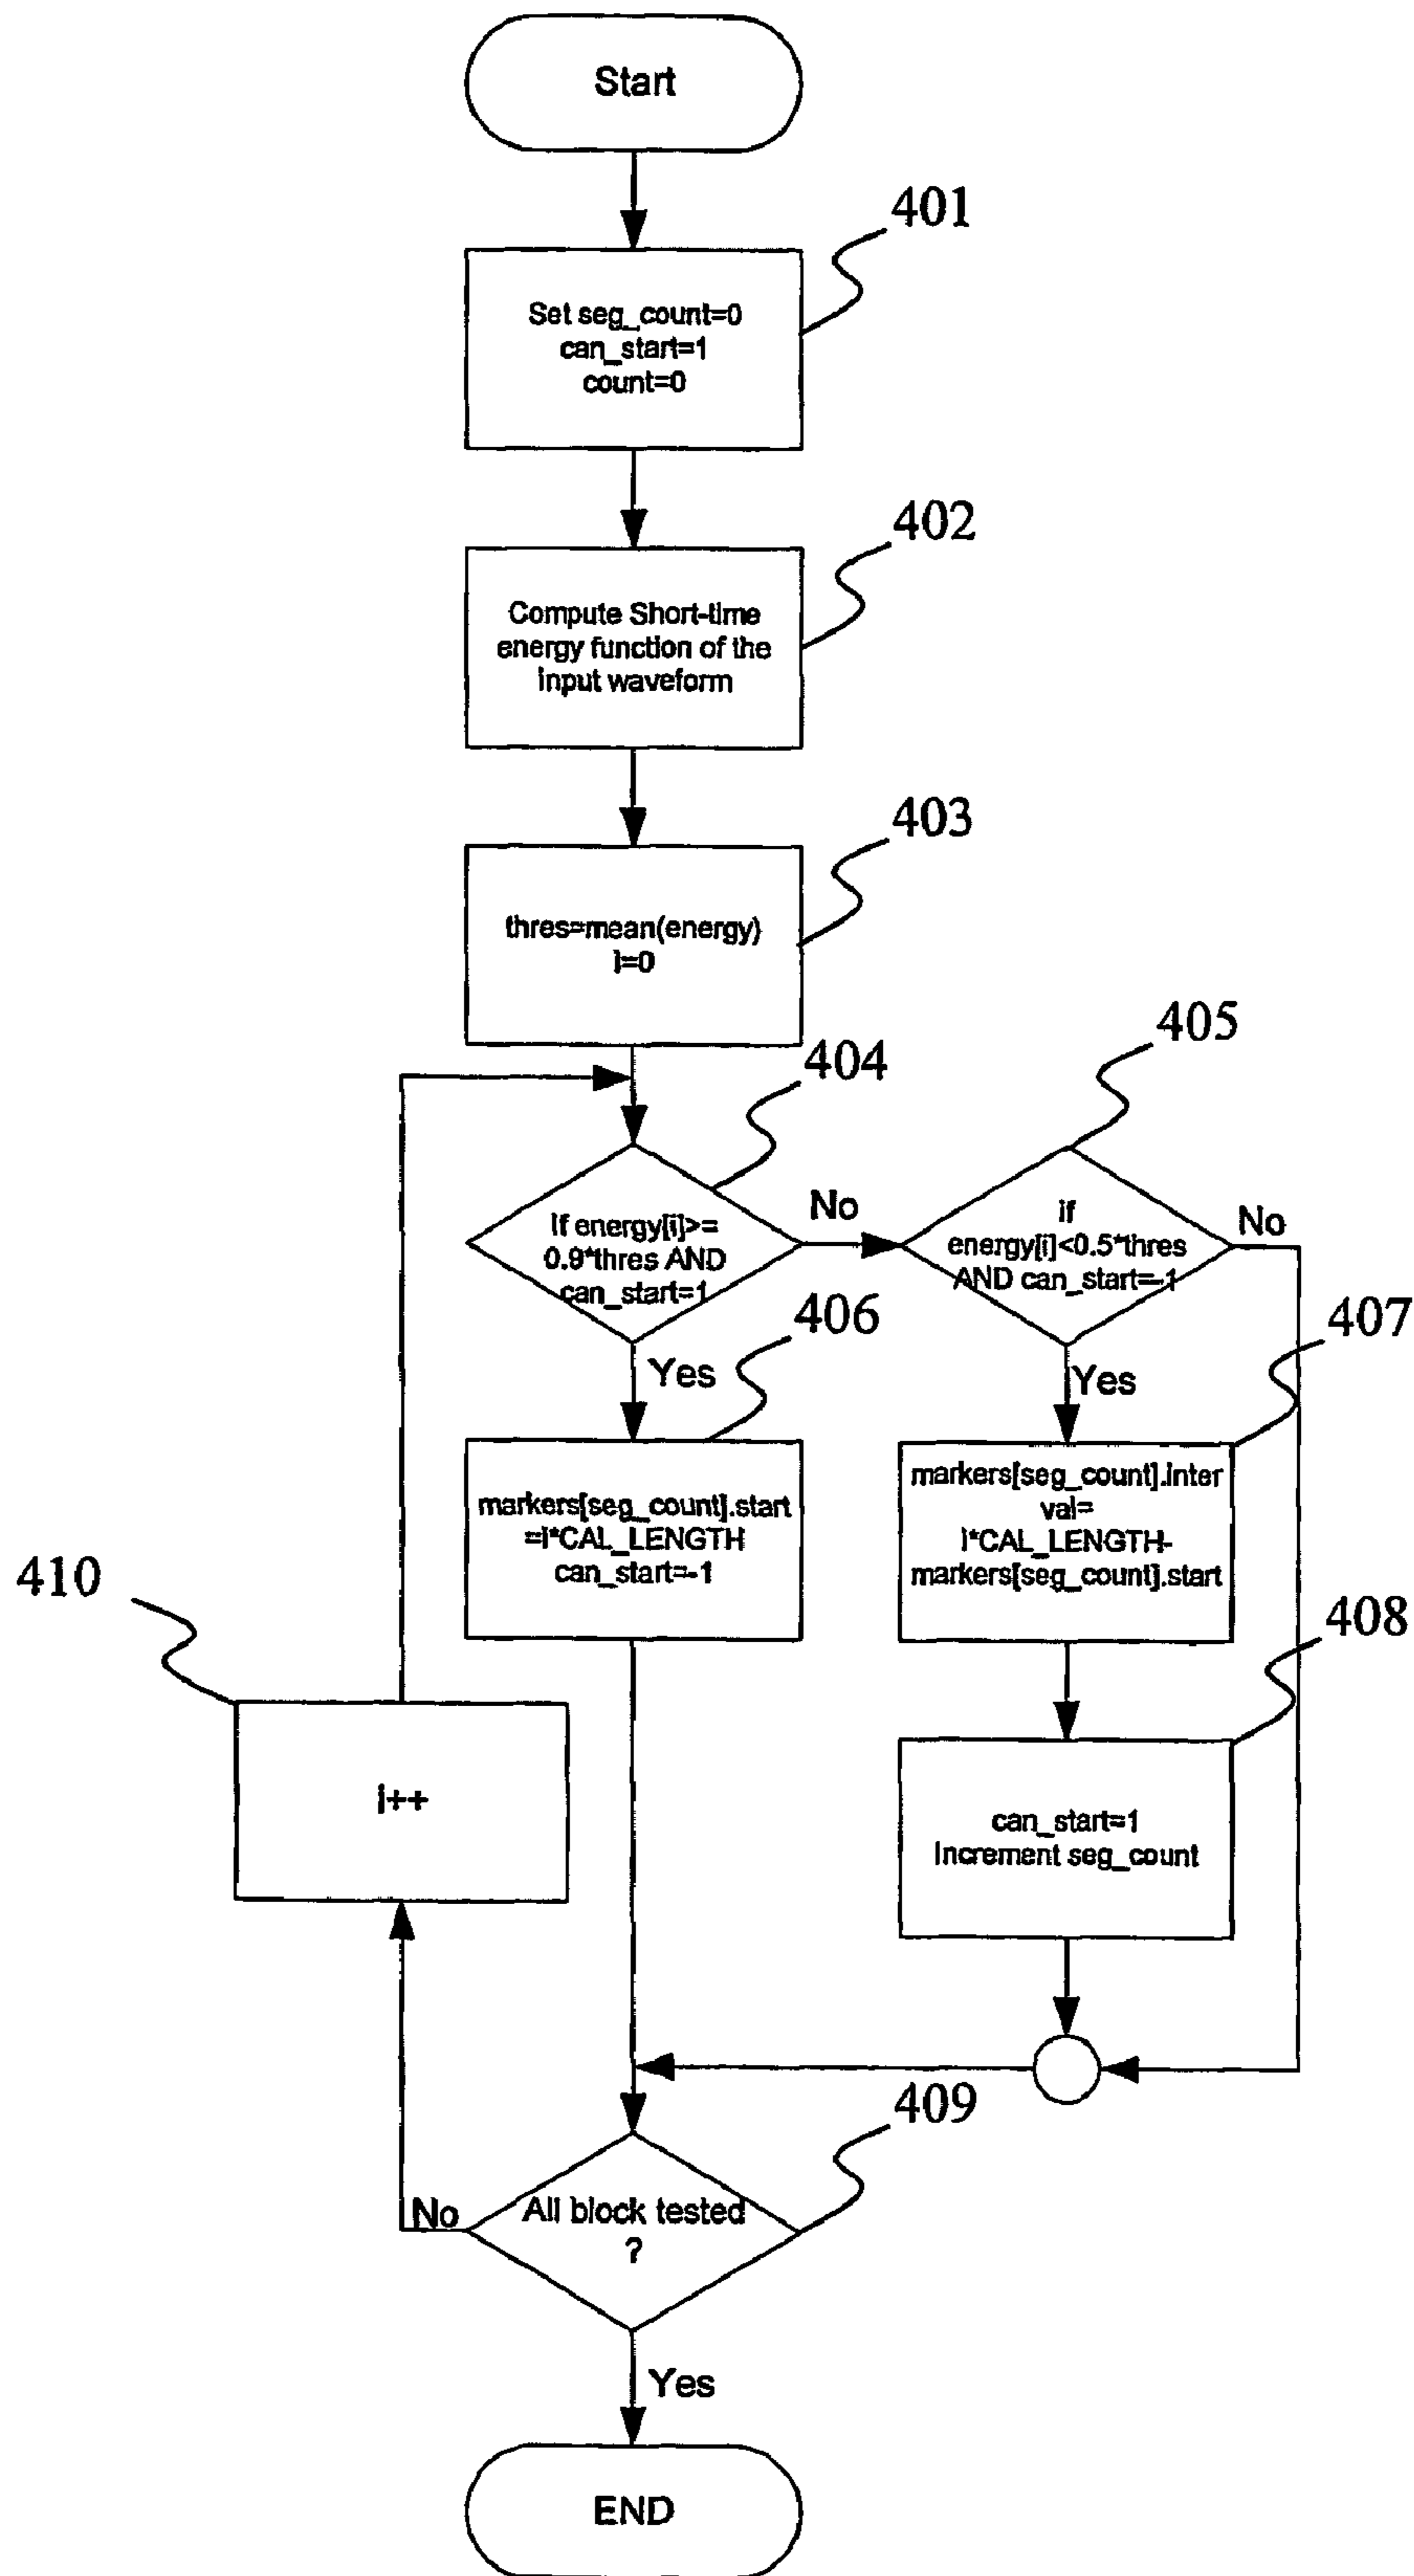 Start
401
Set seg_count=0
can_start=1
count=0
402
Compute Short-time
energy function of the
input waveform
403
thres=mean(energy)
i=0
404
405
If energy[i]>=
0.9*thres AND
can_start=1
No
if
energy[i]<0.5*thres
AND can_start=-1
No
406
Yes
407
Yes
markers[seg_count].start
=i*CAL_LENGTH
can_start=-1
markers[seg_count].inter
val=
i*CAL_LENGTH-
markers[seg_count].start
410
408
i++
can_start=1
Increment seg_count
409
All block tested
?
No
Yes
END